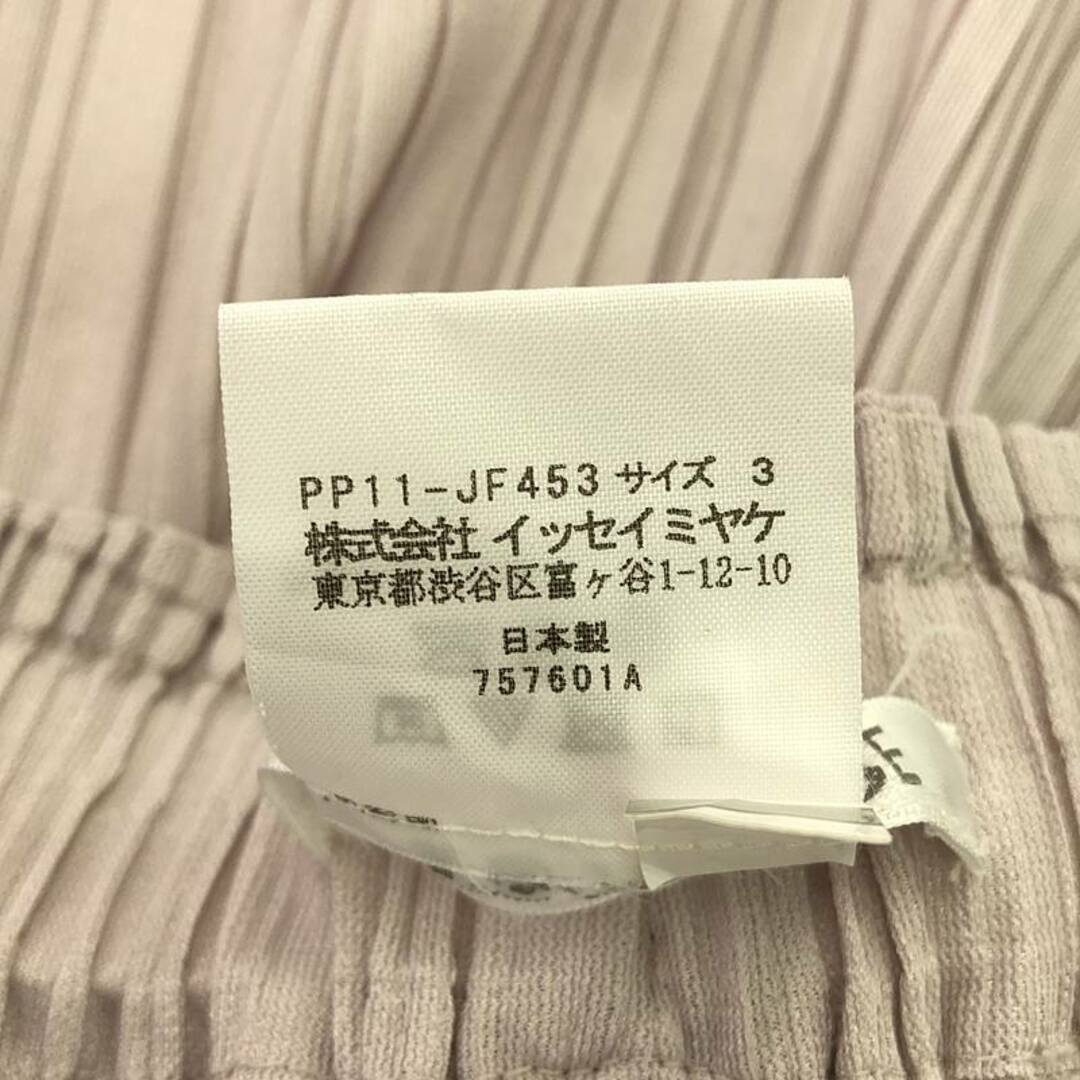 PP11-JF453 サイズ 3
株式会社 イッセイミヤケ
東京都渋谷区富ヶ谷1-12-10
日本製
757601A